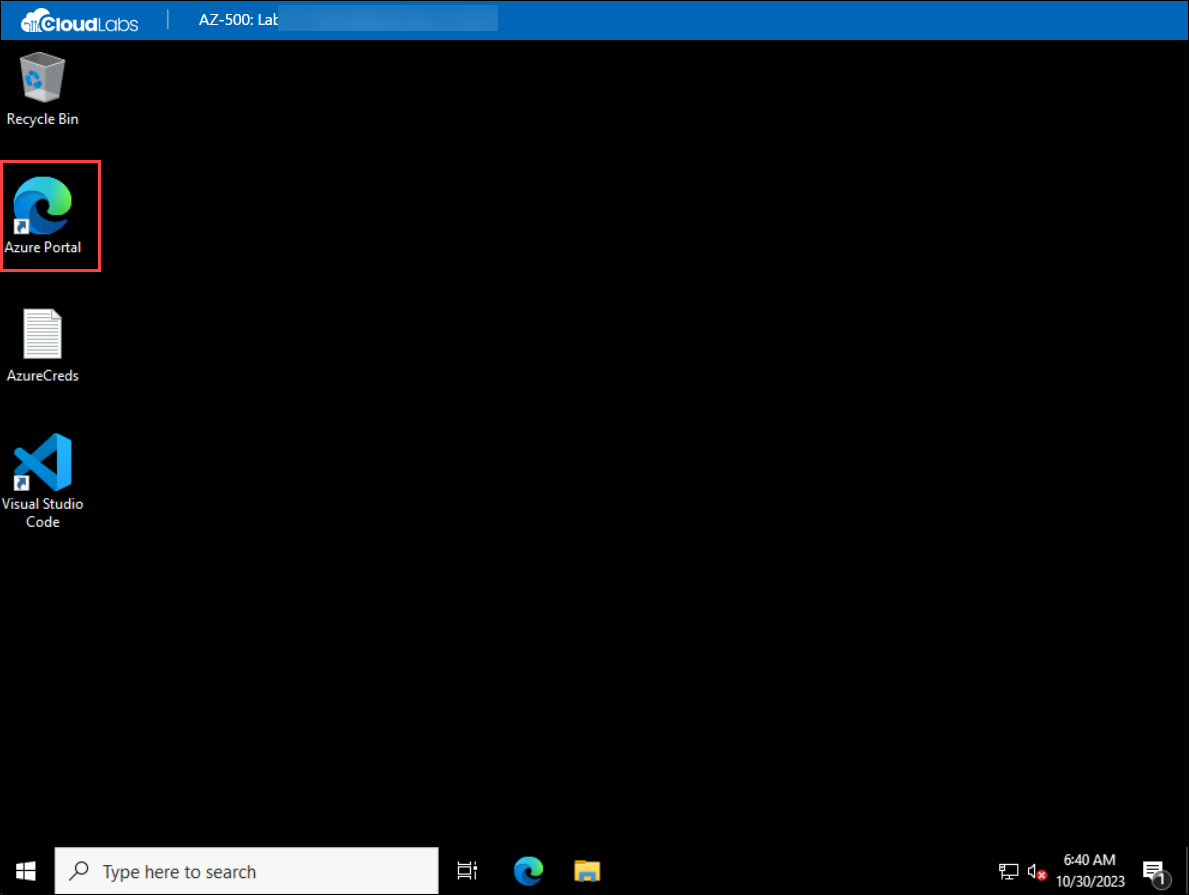 CloudLabs
AZ-500: Lab
Recycle Bin
Azure Portal
AzureCreds
Visual Studio
Code
Type here to search
6:40 AM
10/30/2023
1